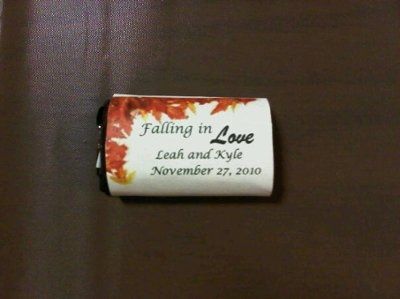 Falling in Love
Leah and Kyle
November 27, 2010